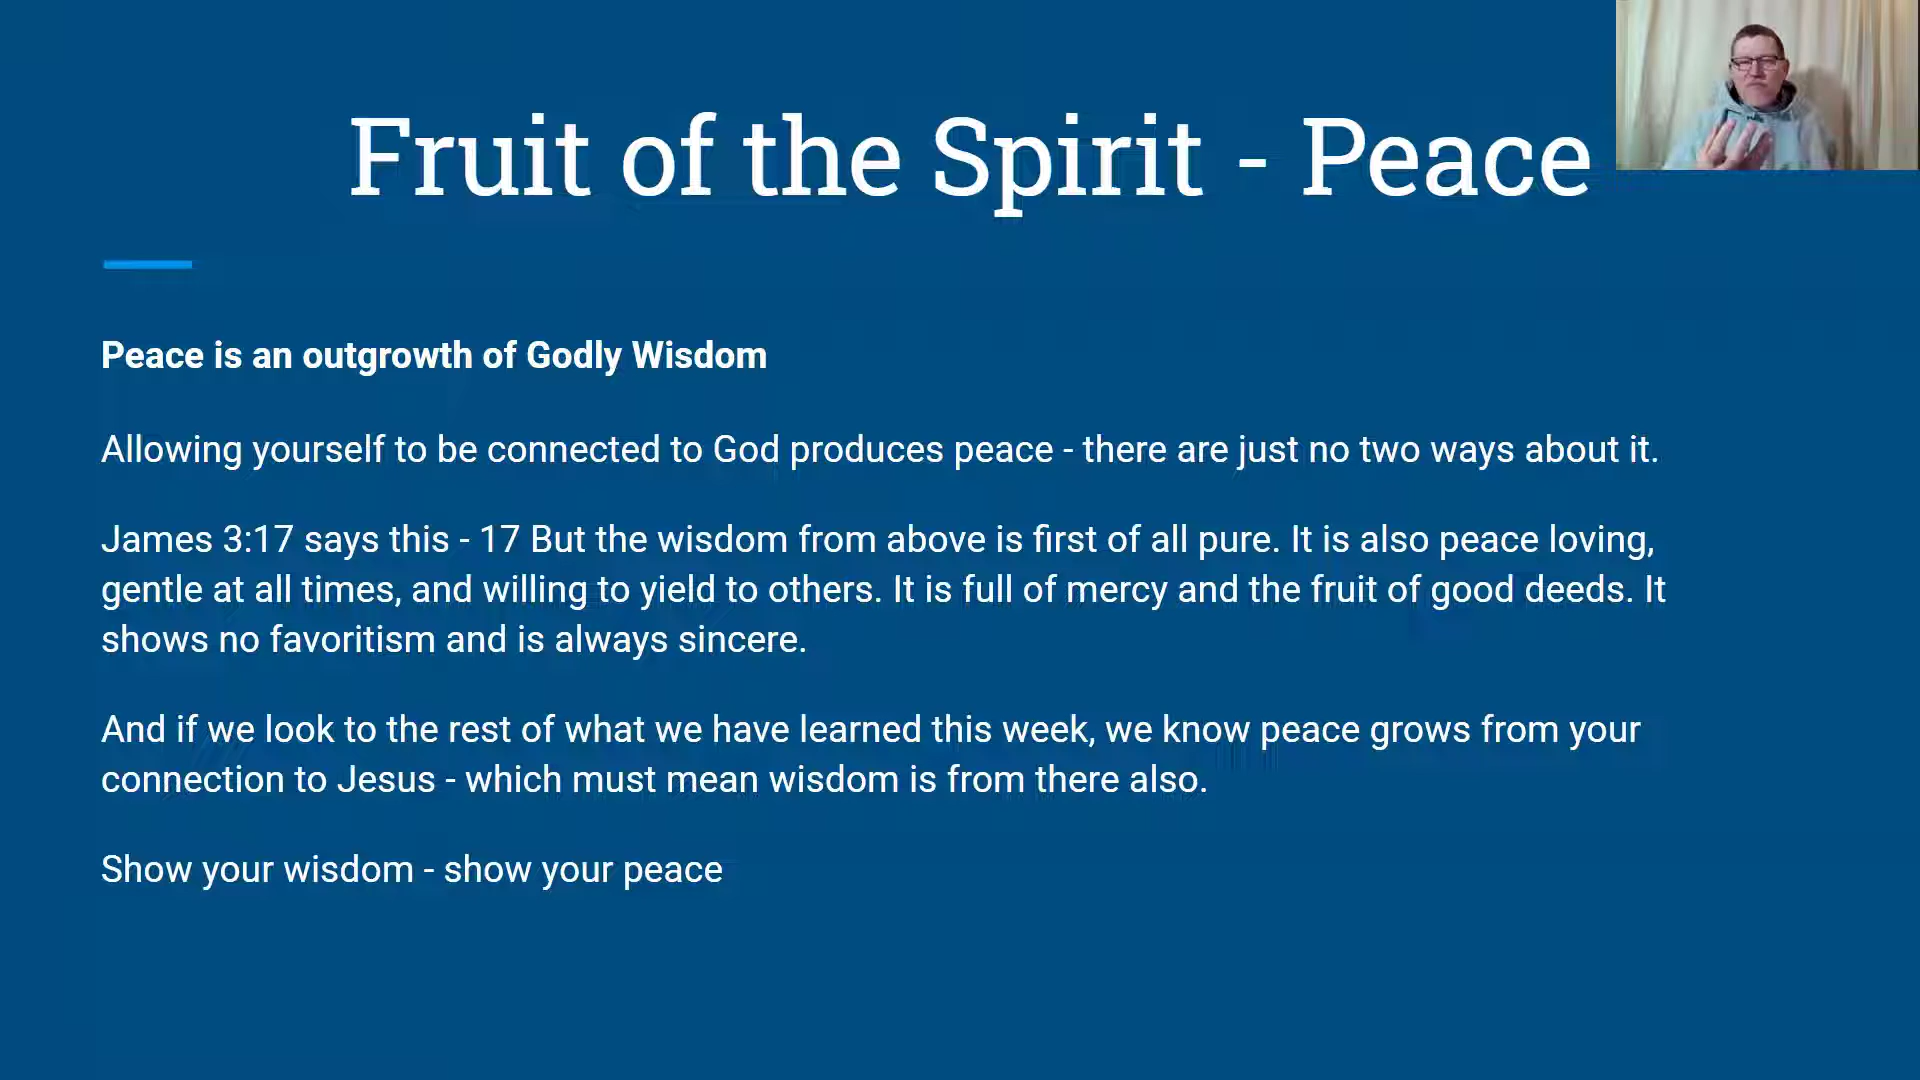 Fruit of the Spirit - Peace
Peace is an outgrowth of Godly Wisdom
Allowing yourself to be connected to God produces peace - there are just no two ways about it.
James 3:17 says this - 17 But the wisdom from above is first of all pure. It is also peace loving,
gentle at all times, and willing to yield to others. It is full of mercy and the fruit of good deeds. It
shows no favoritism and is always sincere.
And if we look to the rest of what we have learned this week, we know peace grows from your
connection to Jesus - which must mean wisdom is from there also.
Show your wisdom - show your peace